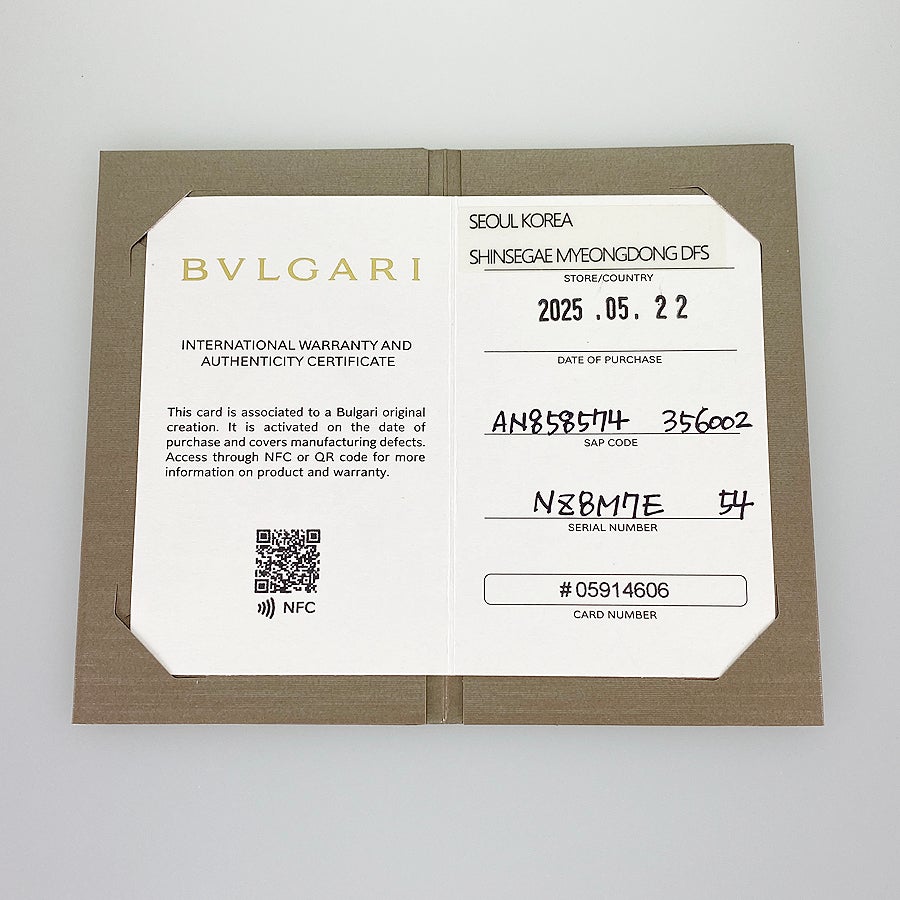 BVLGARI
INTERNATIONAL WARRANTY AND
AUTHENTICITY CERTIFICATE
This card is associated to a Bulgari original
creation. It is activated on the date of
purchase and covers manufacturing defects.
Access through NFC or QR code for more
information on product and warranty.
NFC
SEOUL KOREA
SHINSEGAE MYEONGDONG DFS
STORE/COUNTRY
2025 .05. 22
DATE OF PURCHASE
AN858574 356002
SAP CODE
NZ8M7E 54
SERIAL NUMBER
#05914606
CARD NUMBER